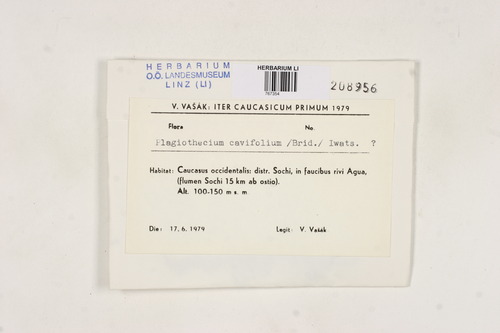 HERBARIUM
O.Ö. LANDESMUSEUM
LINZ (LI)
HERBARIUM LI
767204
208956
V. VAŠÁK: ITER CAUCASICUM PRIMUM 1979
Flora No.
Plagiothecium cavifolium /Brid./ Iwats. ?
Habitat: Caucasus occidentalis: distr. Sochi, in faucibus rivi Agua,
(flumen Sochi 15 km ab ostio).
Alt. 100-150 m s. m
Die: 17. 6. 1979 Legit: V. Vašák